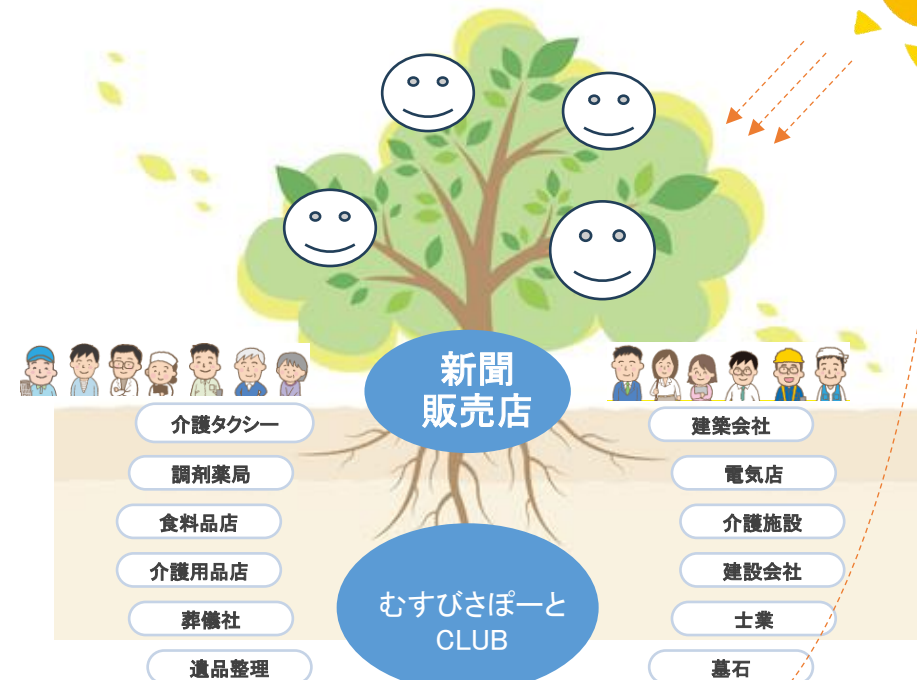 新聞
販売店
介護タクシー
調剤薬局
食料品店
介護用品店
葬儀社
遺品整理
建築会社
電気店
介護施設
建設会社
士業
墓石
むすびさぽーと
CLUB